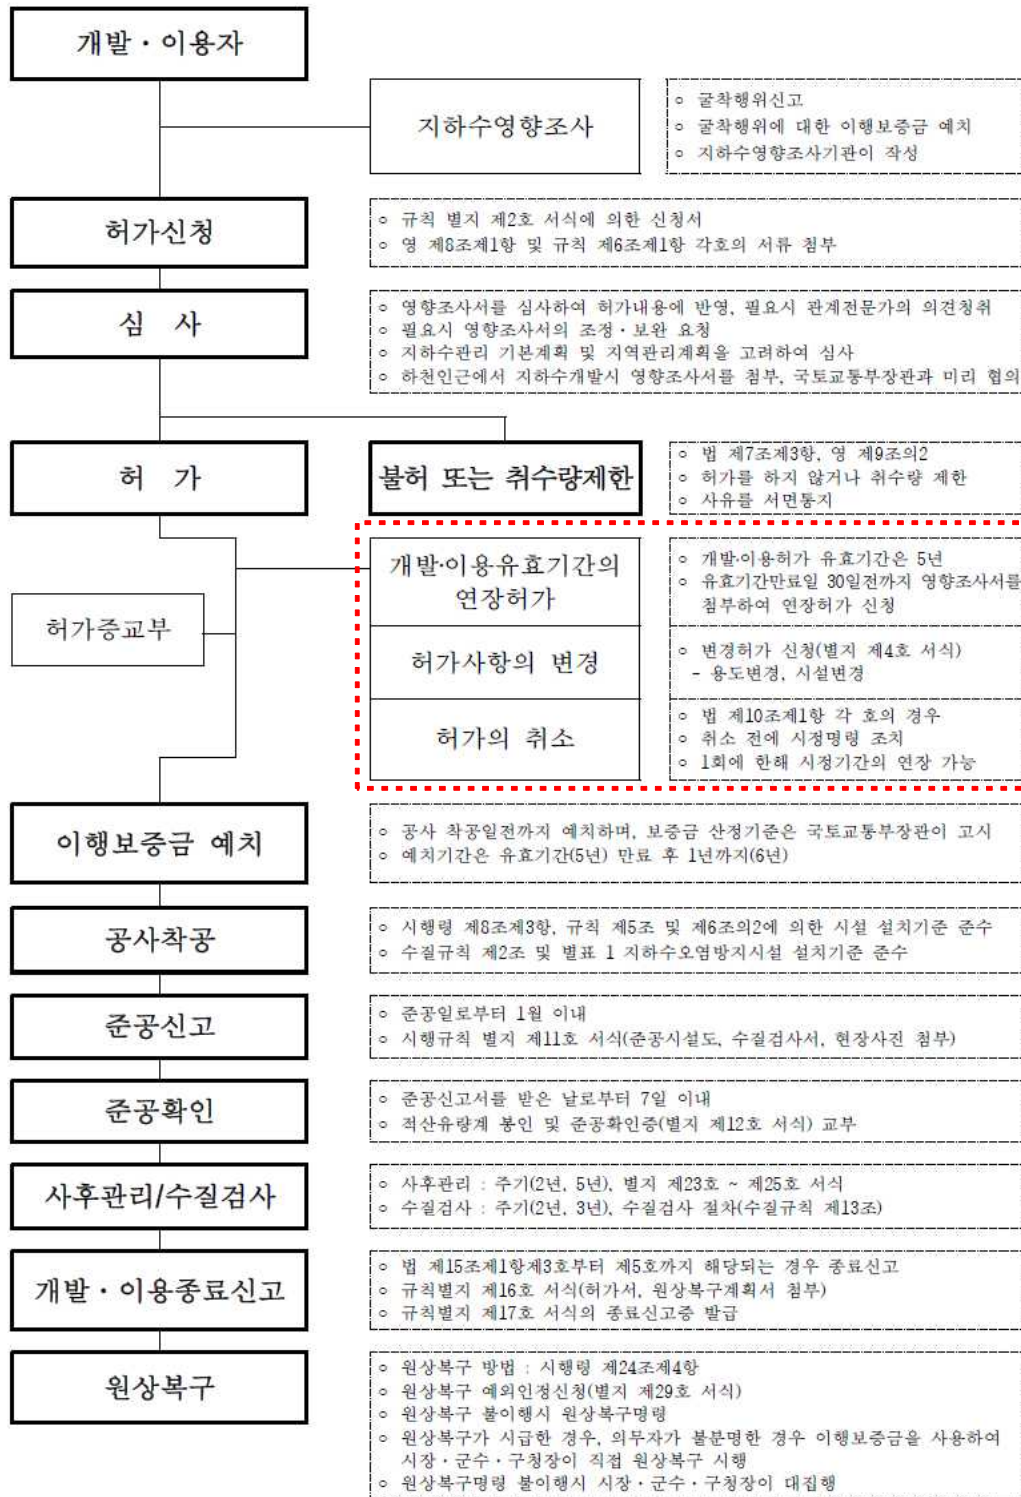 개발・이용자
지하수영향조사
○ 굴착행위신고
○ 굴착행위에 대한 이행보증금 예치
○ 지하수영향조사기관이 작성
허가신청
○ 규칙 별지 제2호 서식에 의한 신청서
○ 영 제8조제1항 및 규칙 제6조제1항 각호의 서류 첨부
심 사
○ 영향조사서를 심사하여 허가내용에 반영, 필요시 관계전문가의 의견청취
○ 필요시 영향조사서의 조정・보완 요청
○ 지하수관리 기본계획 및 지역관리계획을 고려하여 심사
○ 하천인근에서 지하수개발시 영향조사서를 첨부, 국토교통부장관과 미리 협의
허 가
불허 또는 취수량제한
○ 법 제7조제3항, 영 제9조의2
○ 허가를 하지 않거나 취수량 제한
○ 사유를 서면통지
개발·이용유효기간의
연장허가
○ 개발·이용허가 유효기간은 5년
○ 유효기간만료일 30일전까지 영향조사서를
첨부하여 연장허가 신청
허가증교부
허가사항의 변경
○ 변경허가 신청(별지 제4호 서식)
- 용도변경, 시설변경
허가의 취소
○ 법 제10조제1항 각 호의 경우
○ 취소 전에 시정명령 조치
○ 1회에 한해 시정기간의 연장 가능
이행보증금 예치
○ 공사 착공일전까지 예치하며, 보증금 산정기준은 국토교통부장관이 고시
○ 예치기간은 유효기간(5년) 만료 후 1년까지(6년)
공사착공
○ 시행령 제8조제3항, 규칙 제5조 및 제6조의2에 의한 시설 설치기준 준수
○ 수질규칙 제2조 및 별표 1 지하수오염방지시설 설치기준 준수
준공신고
○ 준공일로부터 1월 이내
○ 시행규칙 별지 제11호 서식(준공시설도, 수질검사서, 현장사진 첨부)
준공확인
○ 준공신고서를 받은 날로부터 7일 이내
○ 적산유량계 봉인 및 준공확인증(별지 제12호 서식) 교부
사후관리/수질검사
○ 사후관리 : 주기(2년, 5년), 별지 제23호 ~ 제25호 서식
○ 수질검사 : 주기(2년, 3년), 수질검사 절차(수질규칙 제13조)
개발・이용종료신고
○ 법 제15조제1항제3호부터 제5호까지 해당되는 경우 종료신고
○ 규칙별지 제16호 서식(허가서, 원상복구계획서 첨부)
○ 규칙별지 제17호 서식의 종료신고증 발급
원상복구
○ 원상복구 방법 : 시행령 제24조제4항
○ 원상복구 예외인정신청(별지 제29호 서식)
○ 원상복구 불이행시 원상복구명령
○ 원상복구가 시급한 경우, 의무자가 불분명한 경우 이행보증금을 사용하여
시장・군수・구청장이 직접 원상복구 시행
○ 원상복구명령 불이행시 시장・군수・구청장이 대집행